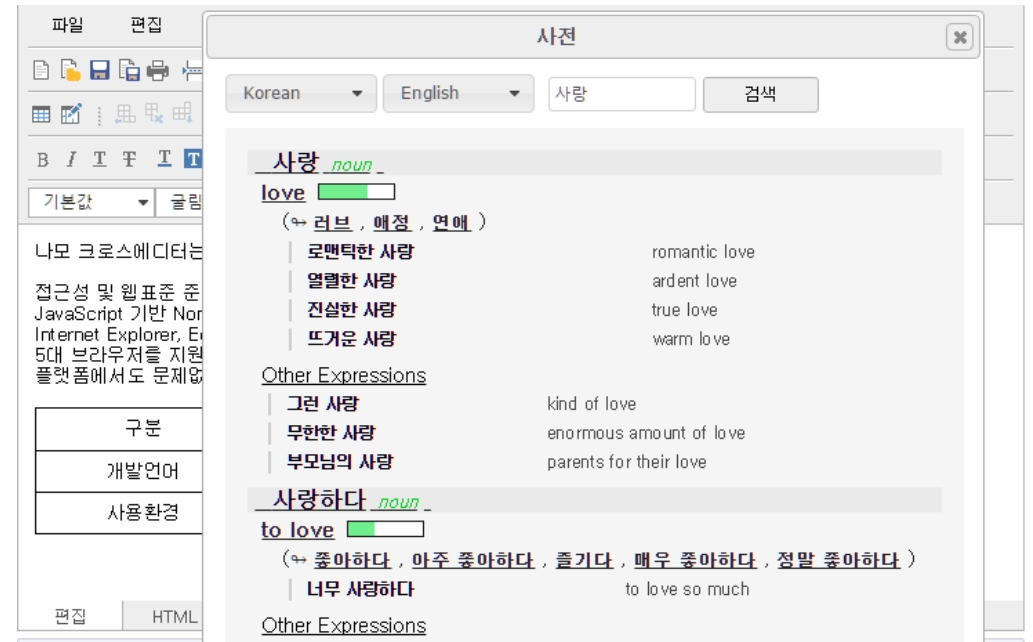 파일 편집
사전
Korean English 사랑 검색
기본값 굴림
나모 크로스에디터는
접근성 및 웹표준 준
JavaScript 기반 Nor
Internet Explorer, E
5대 브라우저를 지원
플랫폼에서도 문제없
구분
개발언어
사용환경
편집 HTML
사랑 noun
love
(↬ 러브 , 애정 , 연애 )
로맨틱한 사랑 romantic love
열렬한 사랑 ardent love
진실한 사랑 true love
뜨거운 사랑 warm love
Other Expressions
그런 사랑 kind of love
무한한 사랑 enormous amount of love
부모님의 사랑 parents for their love
사랑하다 noun
to love
(↬ 좋아하다 , 아주 좋아하다 , 즐기다 , 매우 좋아하다 , 정말 좋아하다 )
너무 사랑하다 to love so much
Other Expressions